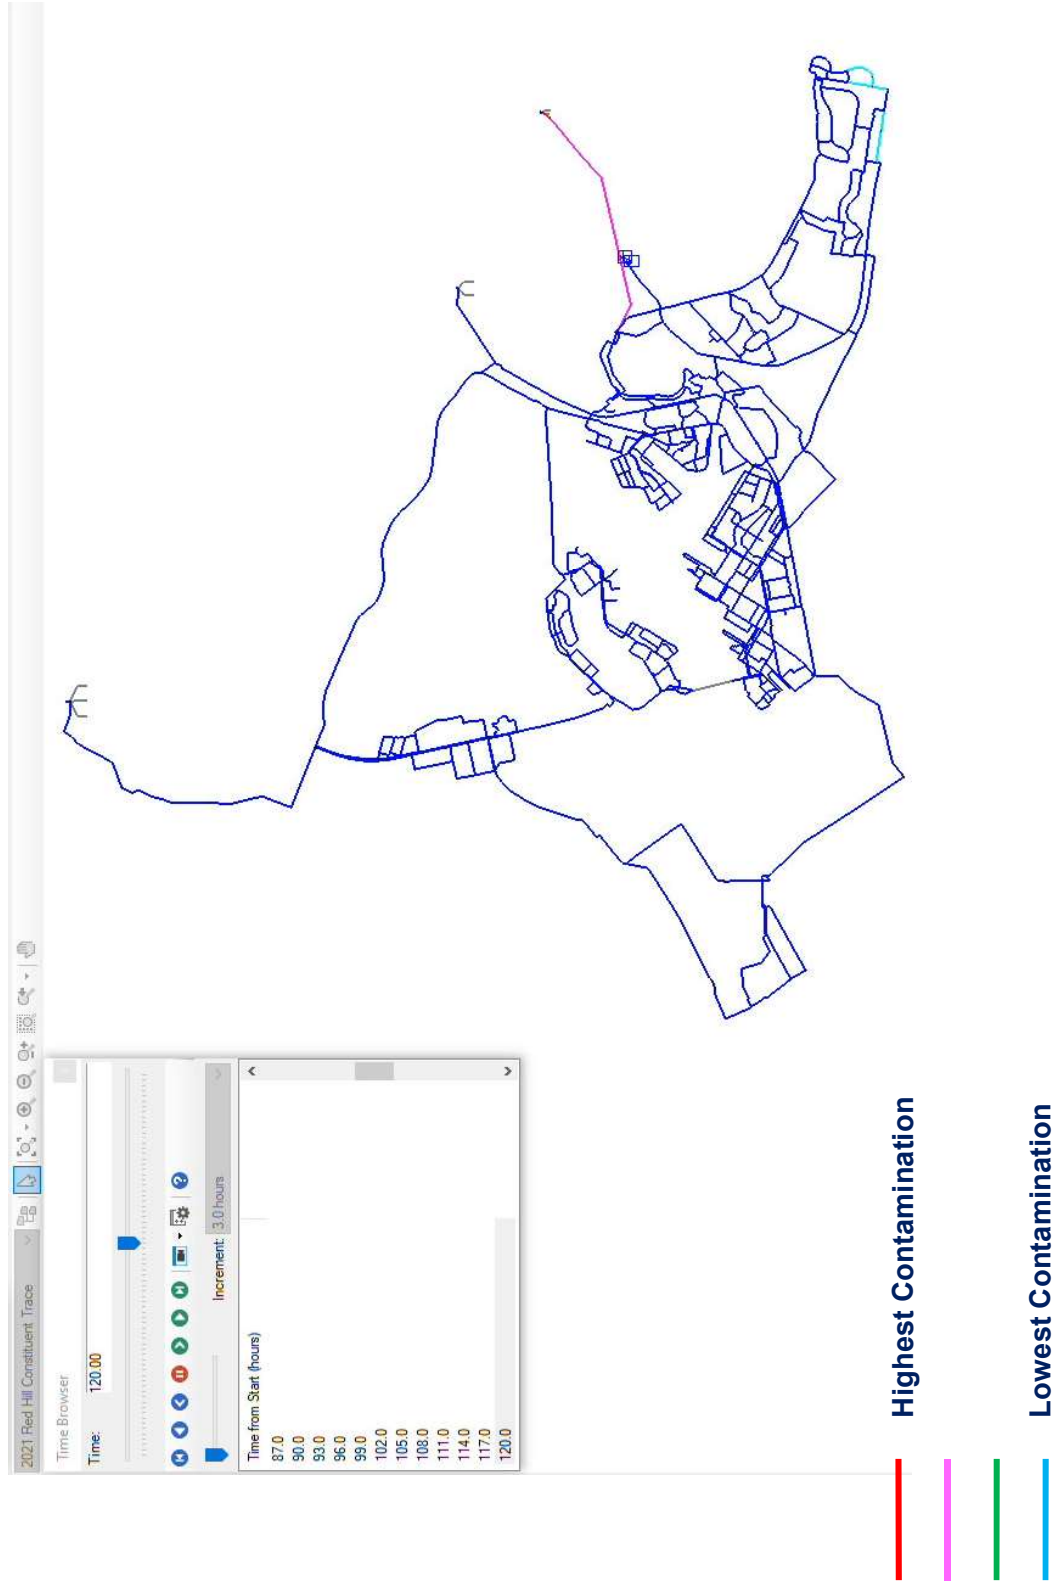 2021 Red Hill Constituent Trace
Time Browser
Time:
120.00
Increment: 3.0 hours
Time from Start (hours)
87.0
90.0
93.0
96.0
99.0
102.0
105.0
108.0
111.0
114.0
117.0
120.0
Highest Contamination
Lowest Contamination